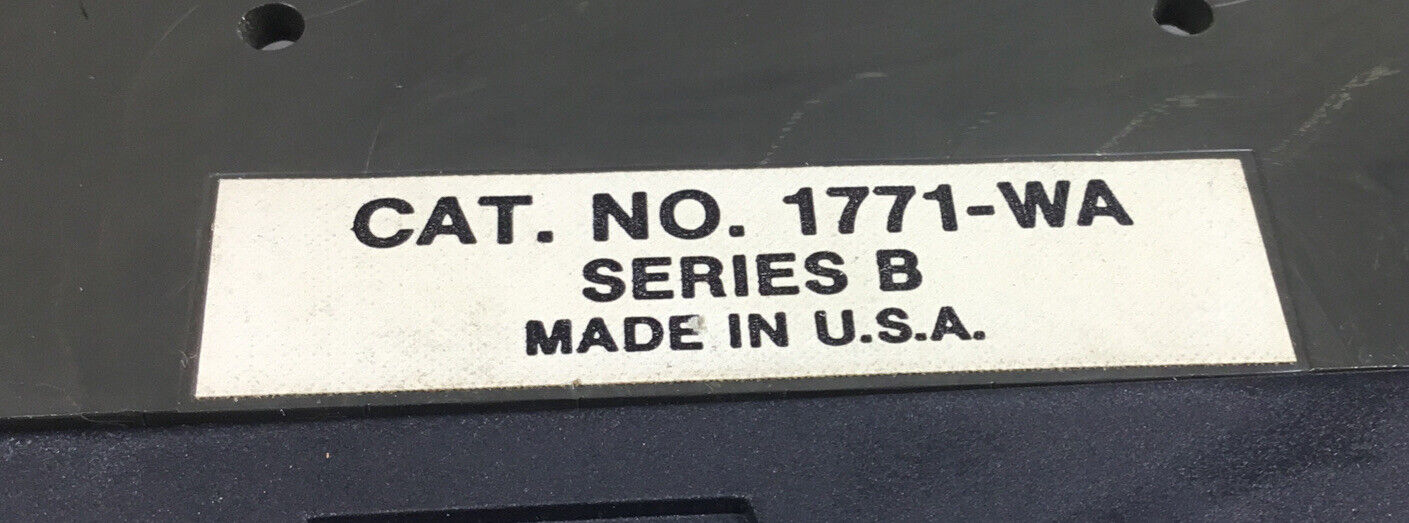 CAT. NO. 1771-WA
SERIES B
MADE IN U.S.A.